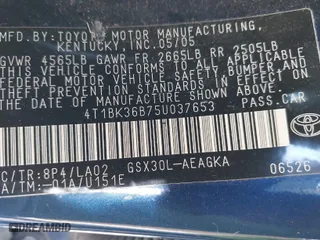 MFD.BY:TOYOTA MOTOR MANUFACTURING,
KENTUCKY,INC.05/05
GVWR 4565LB GAWR FR 2665LB RR 2505LB
THIS VEHICLE CONFORMS TO ALL APPLICABLE
FEDERAL MOTOR VEHICLE SAFETY, BUMPER, AND
THEFT PREVENTION STANDARDS IN EFFECT ON
THE DATE OF MANUFACTURE SHOWN ABOVE.
4T1BK36B75U037653 PASS.CAR
C/TR:8P4/LA02 GSX30L-AEAGKA
A/TM:-01A/U151E 06526
TOYOTA